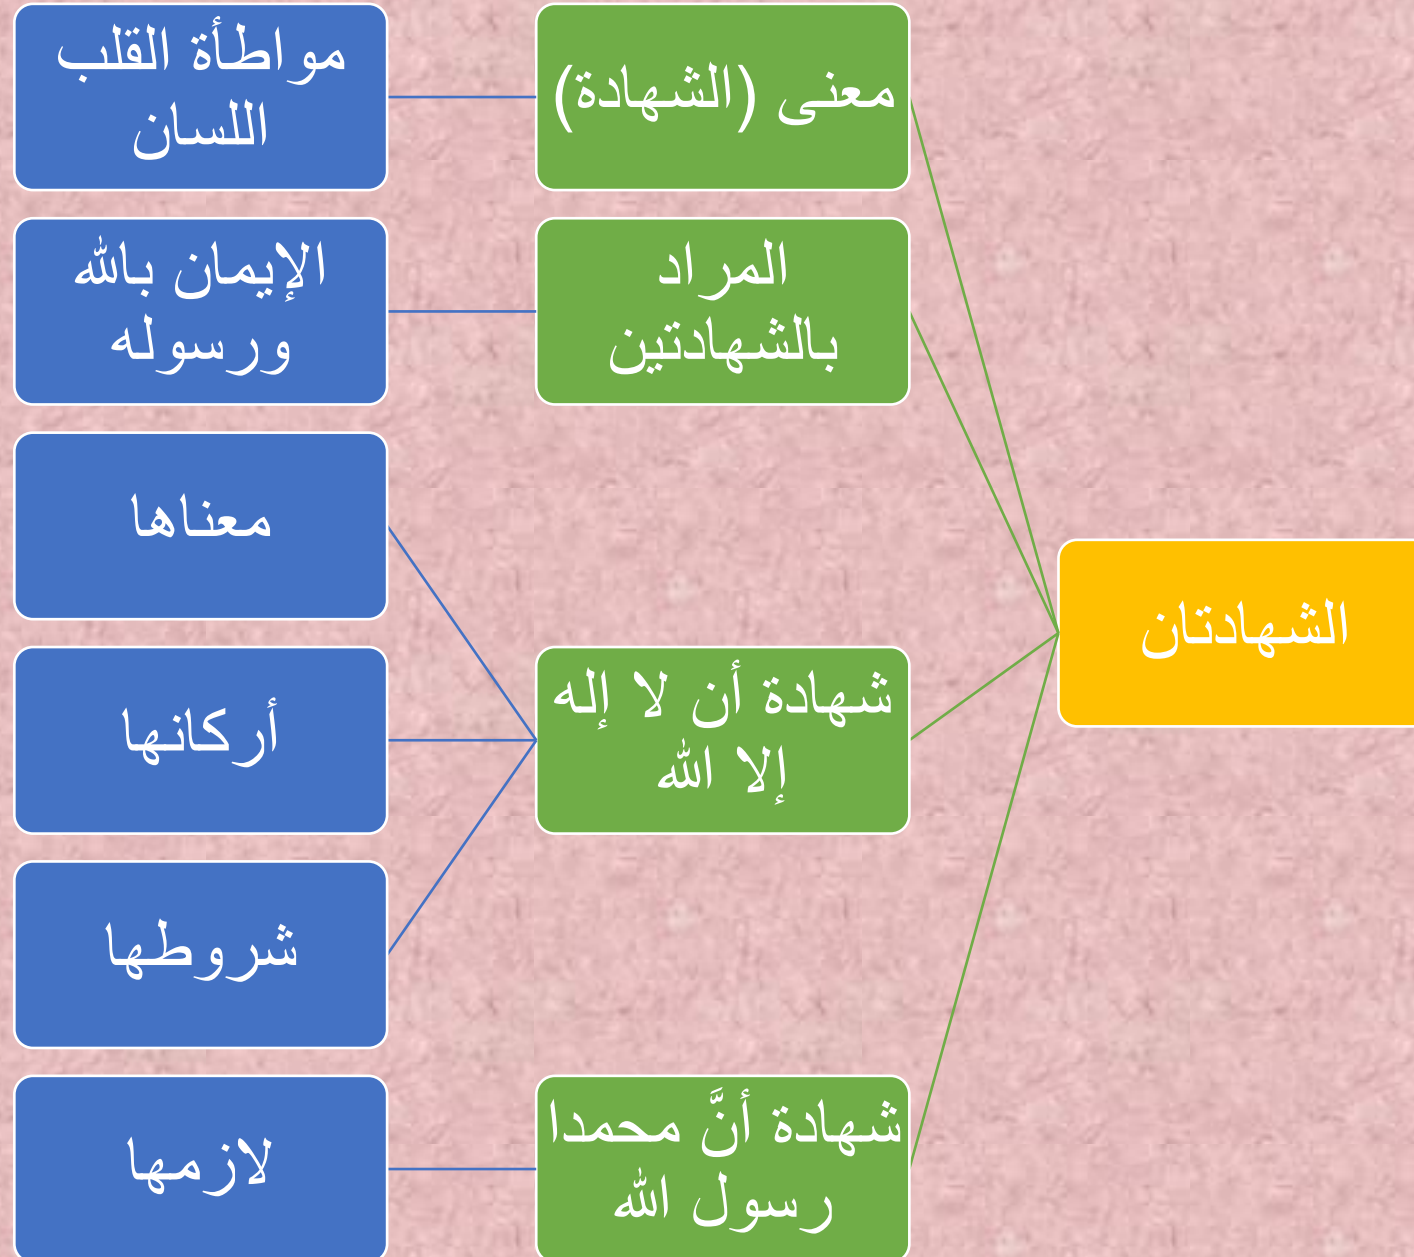 الشهادتان
معنى (الشهادة)
مواطأة القلب
اللسان
المراد
بالشهادتين
الإيمان بالله
ورسوله
شهادة أن لا إله
إلا الله
معناها
أركانها
شروطها
شهادة أنَّ محمدا
رسول الله
لازمها